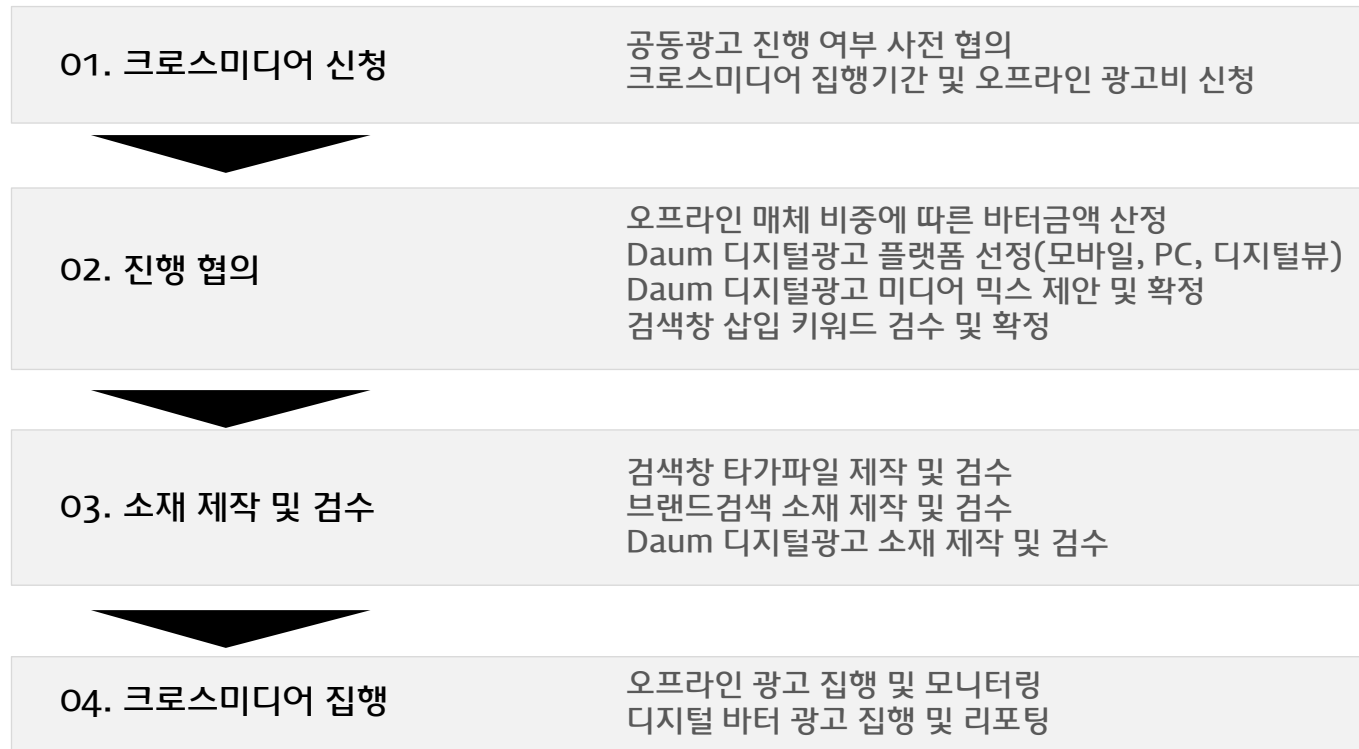 01. 크로스미디어 신청
공동광고 진행 여부 사전 협의
크로스미디어 집행기간 및 오프라인 광고비 신청
02. 진행 협의
오프라인 매체 비중에 따른 바터금액 산정
Daum 디지털광고 플랫폼 선정(모바일, PC, 디지털뷰)
Daum 디지털광고 미디어 믹스 제안 및 확정
검색창 삽입 키워드 검수 및 확정
03. 소재 제작 및 검수
검색창 타가파일 제작 및 검수
브랜드검색 소재 제작 및 검수
Daum 디지털광고 소재 제작 및 검수
04. 크로스미디어 집행
오프라인 광고 집행 및 모니터링
디지털 바터 광고 집행 및 리포팅